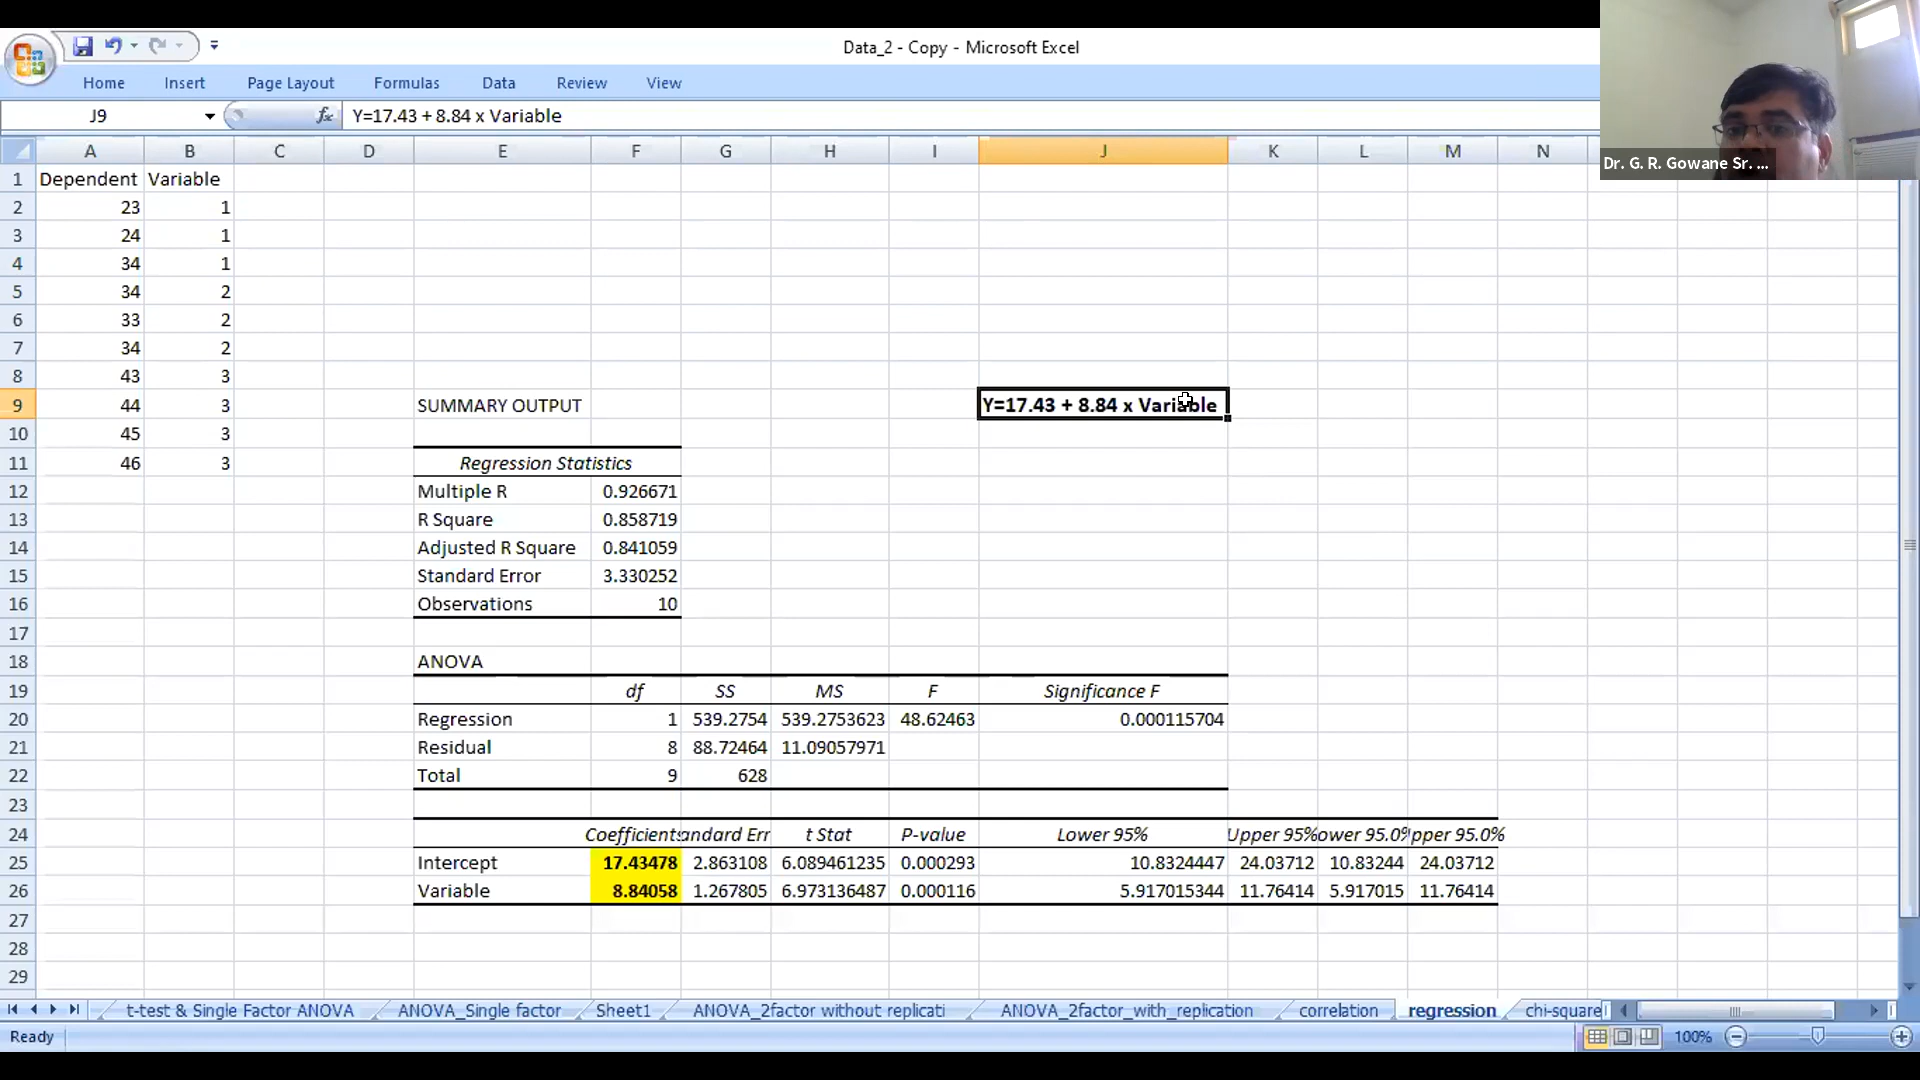 Data_2 - Copy - Microsoft Excel
Home Insert Page Layout Formulas Data Review View
J9 fx Y=17.43 + 8.84 x Variable
Dr. G. R. Gowane Sr. ...
A B C D E F G H I J K L M N
1 Dependent Variable
2 23 1
3 24 1
4 34 1
5 34 2
6 33 2
7 34 2
8 43 3
9 44 3 SUMMARY OUTPUT Y=17.43 + 8.84 x Variable
10 45 3
11 46 3 Regression Statistics
12 Multiple R 0.926671
13 R Square 0.858719
14 Adjusted R Square 0.841059
15 Standard Error 3.330252
16 Observations 10
17
18 ANOVA
19 df SS MS F Significance F
20 Regression 1 539.2754 539.2753623 48.62463 0.000115704
21 Residual 8 88.72464 11.09057971
22 Total 9 628
23
24 Coefficients andard Err t Stat P-value Lower 95% Upper 95% ower 95.0% pper 95.0%
25 Intercept 17.43478 2.863108 6.089461235 0.000293 10.8324447 24.03712 10.83244 24.03712
26 Variable 8.84058 1.267805 6.973136487 0.000116 5.917015344 11.76414 5.917015 11.76414
27
28
29
t-test & Single Factor ANOVA ANOVA_Single factor Sheet1 ANOVA_2factor without replicati ANOVA_2factor_with_replication correlation regression chi-square
Ready 100%